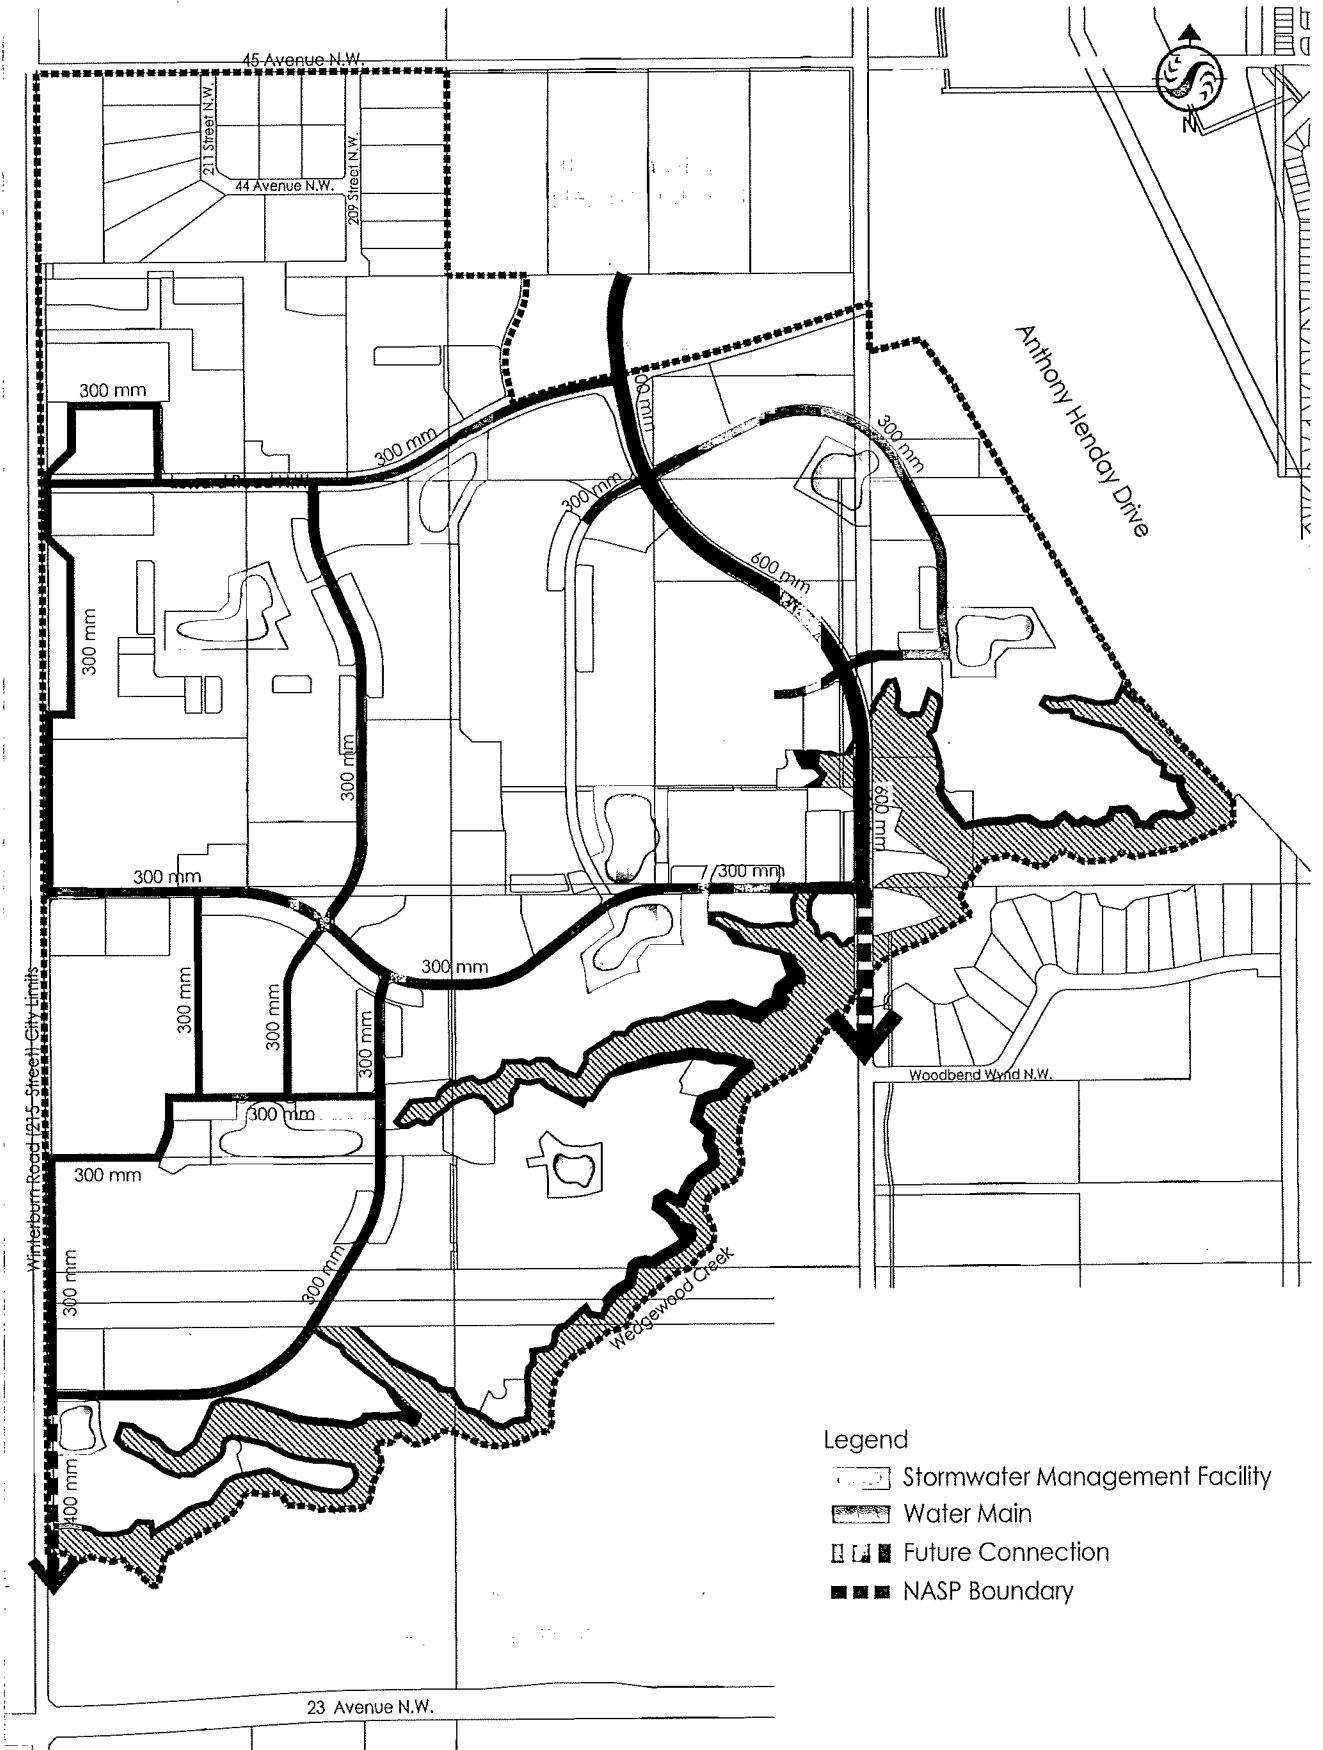 45 Avenue N.W.
211 Street N.W.
44 Avenue N.W.
209 Street N.W.
N
Anthony Henday Drive
300 mm
300 mm
300 mm
300 mm
600 mm
300 mm
300 mm
600 mm
300 mm
7/300 mm
300 mm
300 mm
300 mm
300 mm
300 mm
300 mm
300 mm
300 mm
300 mm
400 mm
Winterburn Road (215 Street) City Limits
Woodbend Wynd N.W.
Wedgewood Creek
Legend
Stormwater Management Facility
Water Main
Future Connection
NASP Boundary
23 Avenue N.W.